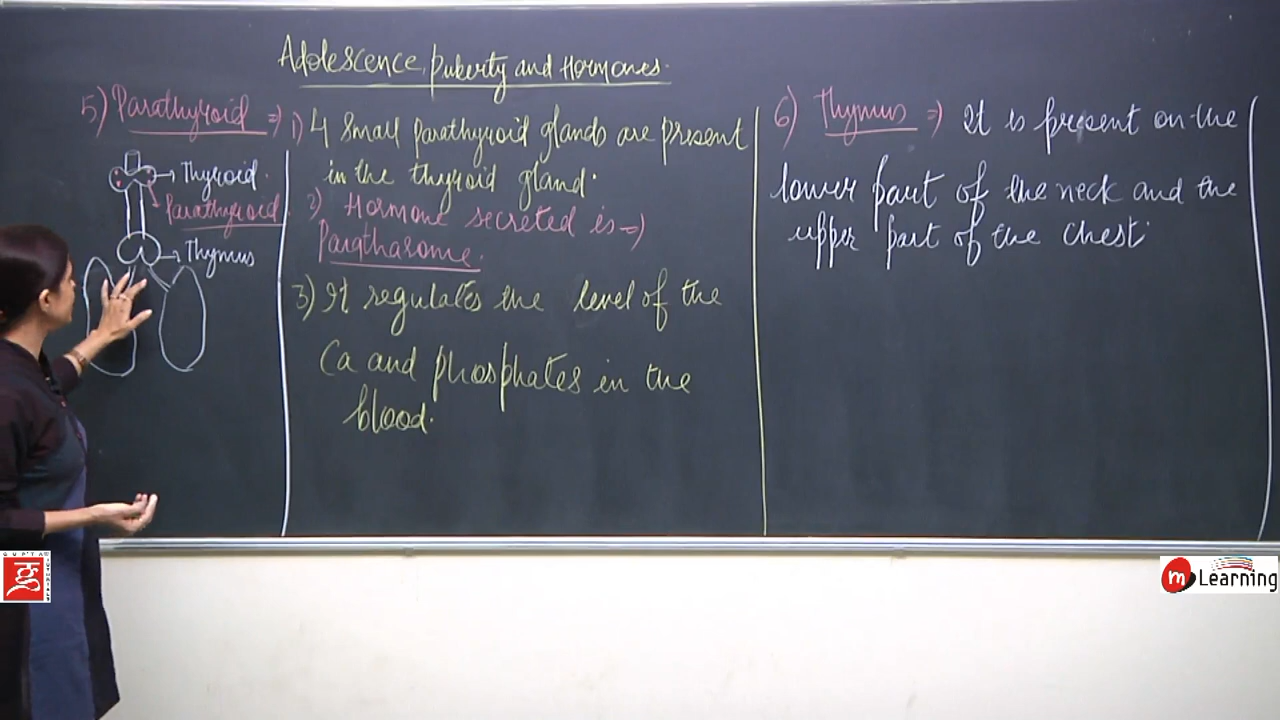 Adolescence, puberty and Hormones.
5) Parathyroid ⇒
Thyroid.
Parathyroid
Thymus
1) 4 small parathyroid glands are present
in the thyroid gland.
2) Hormone secreted is ⇒
Parathasome.
3) It regulates the level of the
Ca and phosphates in the
blood.
6) Thymus ⇒ It is present on the
lower part of the neck and the
upper part of the chest
GUPTA
m Learning